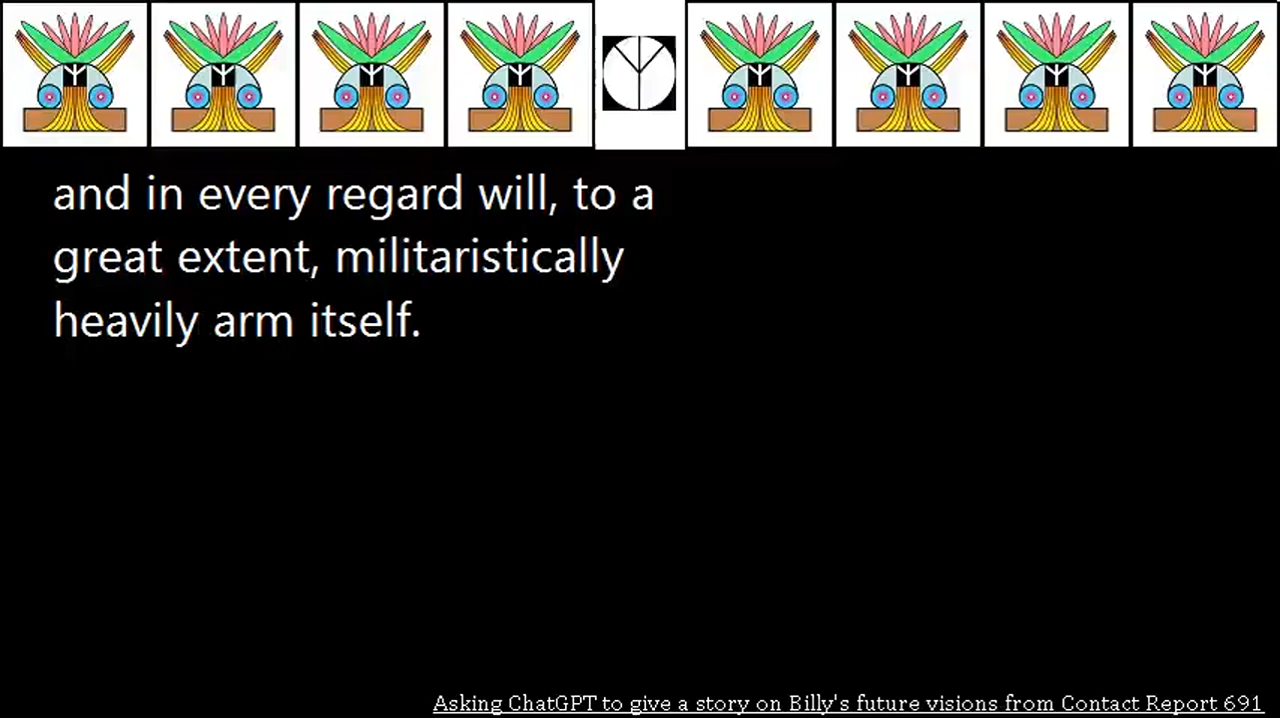 and in every regard will, to a
great extent, militaristically
heavily arm itself.
Asking ChatGPT to give a story on Billy's future visions from Contact Report 691